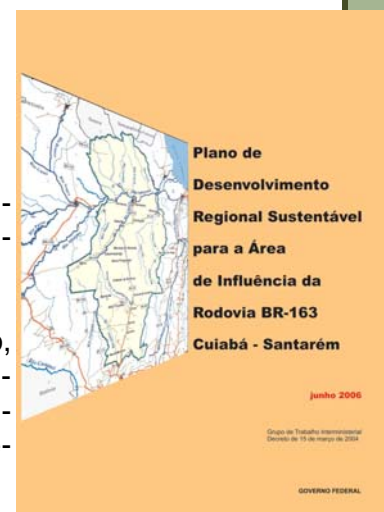 Plano de
Desenvolvimento
Regional Sustentável
para a Área
de Influência da
Rodovia BR-163
Cuiabá - Santarém
junho 2006
Grupo de Trabalho Interministerial
Decreto de 15 de março de 2004
GOVERNO FEDERAL